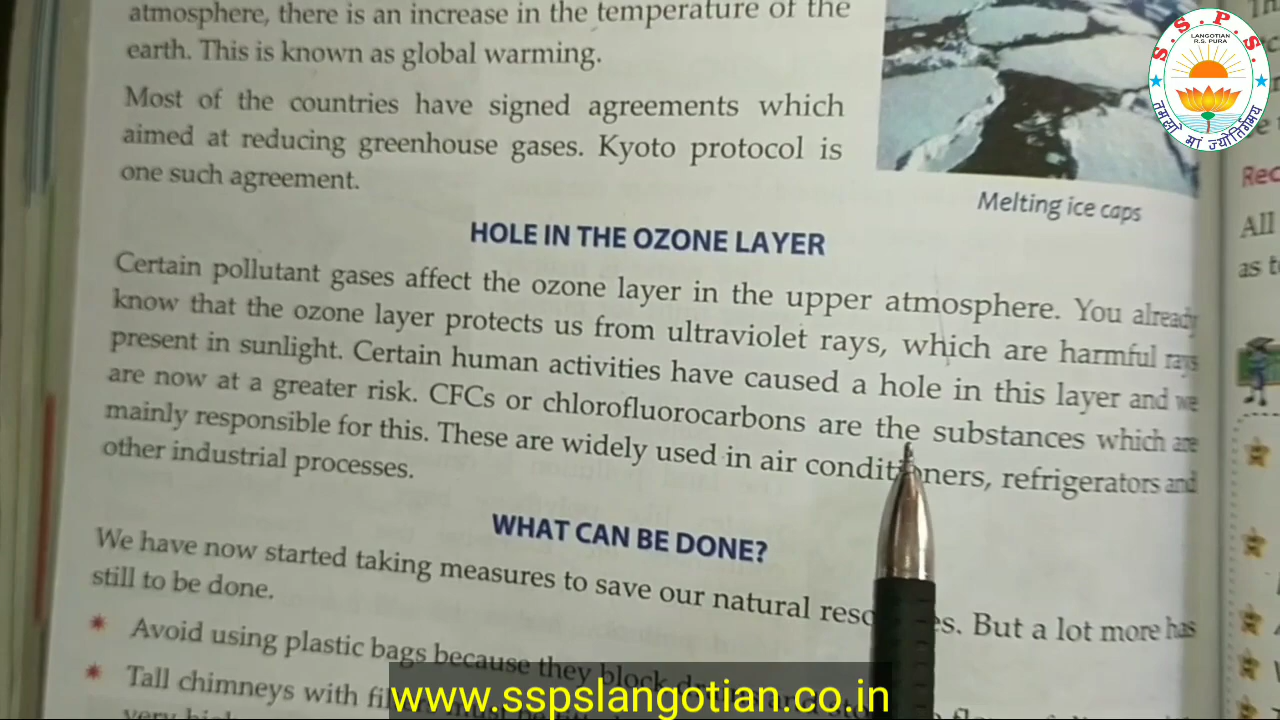 atmosphere, there is an increase in the temperature of the
earth. This is known as global warming.
Most of the countries have signed agreements which
aimed at reducing greenhouse gases. Kyoto protocol is
one such agreement.
Melting ice caps
HOLE IN THE OZONE LAYER
Certain pollutant gases affect the ozone layer in the upper atmosphere. You already
know that the ozone layer protects us from ultraviolet rays, which are harmful rays
present in sunlight. Certain human activities have caused a hole in this layer and we
are now at a greater risk. CFCs or chlorofluorocarbons are the substances which are
mainly responsible for this. These are widely used in air conditioners, refrigerators and
other industrial processes.
WHAT CAN BE DONE?
We have now started taking measures to save our natural es. But a lot more has
still to be done.
Avoid using plastic bags because they block
Tall chimneys with
S.S.P.S.
LANGOTIAN
R.S. PURA
तमसो मां ज्योतिर्गमय
All
as
www.sspslangotian.co.in